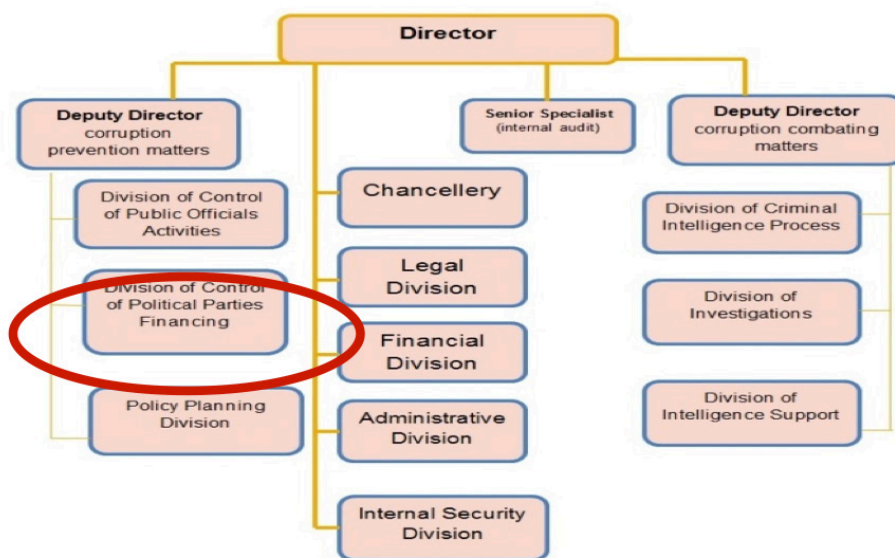 Director
Deputy Director
corruption
prevention matters
Senior Specialist
(internal audit)
Deputy Director
corruption combating
matters
Division of Control
of Public Officials
Activities
Division of Control
of Political Parties
Financing
Policy Planning
Division
Chancellery
Legal
Division
Financial
Division
Administrative
Division
Internal Security
Division
Division of Criminal
Intelligence Process
Division of
Investigations
Division of
Intelligence Support